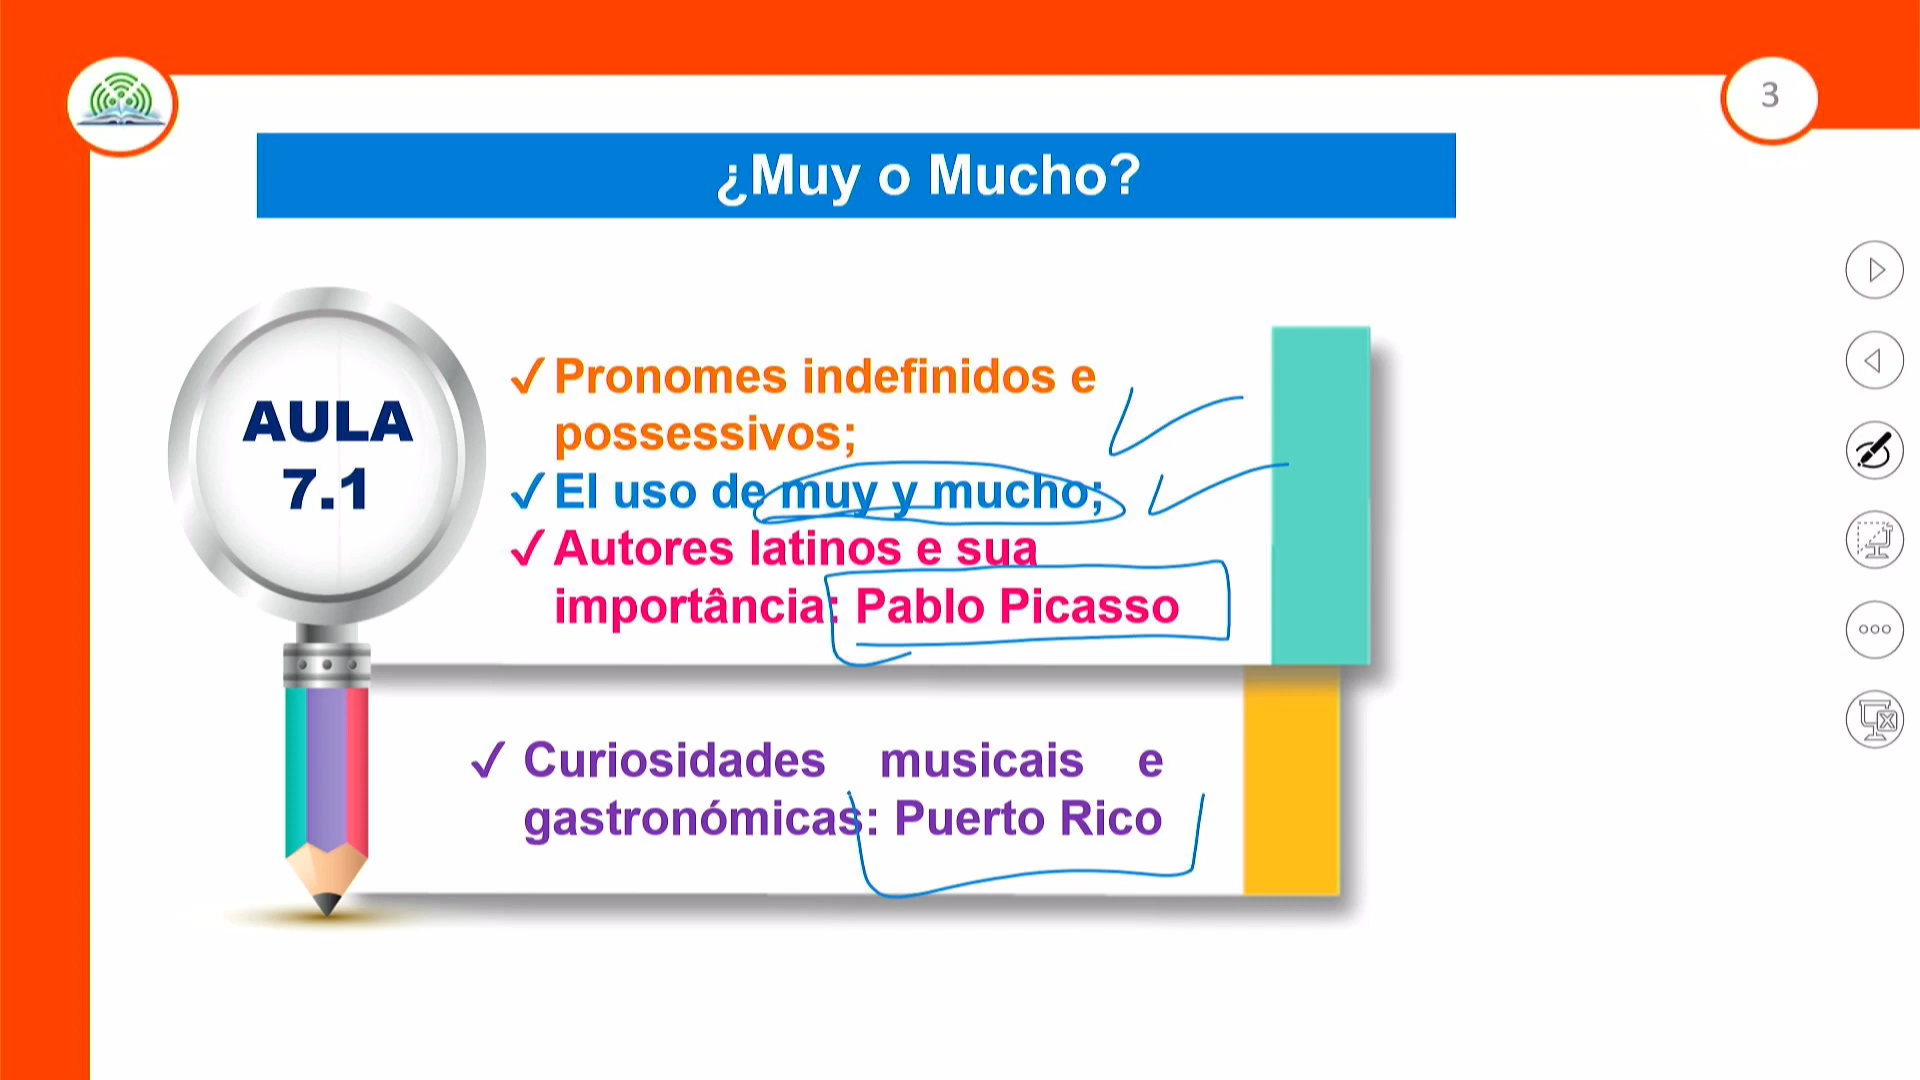 3
¿Muy o Mucho?
AULA
7.1
✓ Pronomes indefinidos e
possessivos;
✓ El uso de muy y mucho;
✓ Autores latinos e sua
importância: Pablo Picasso
✓ Curiosidades musicais e
gastronómicas: Puerto Rico